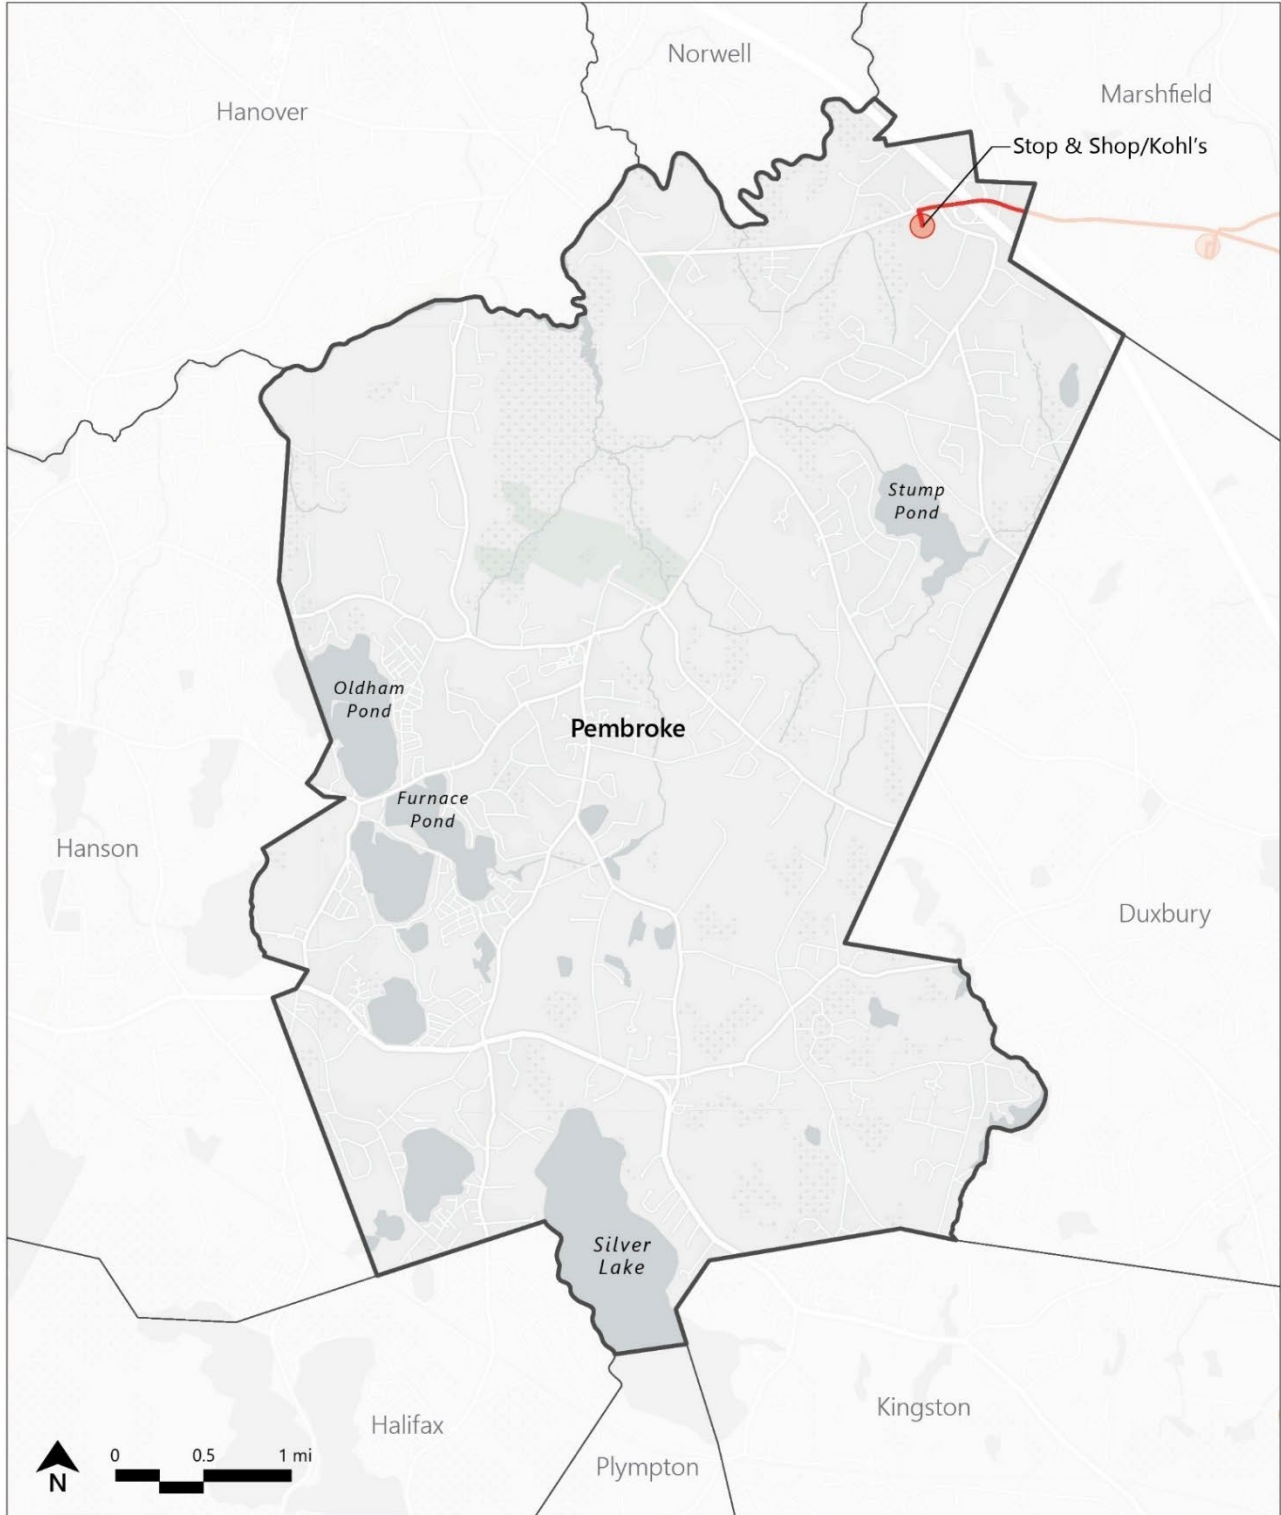 Norwell
Marshfield
Hanover
Stop & Shop/Kohl's
Stump
Pond
Oldham
Pond
Pembroke
Furnace
Pond
Hanson
Duxbury
Silver
Lake
Kingston
Halifax
Plympton
0 0.5 1 mi
N